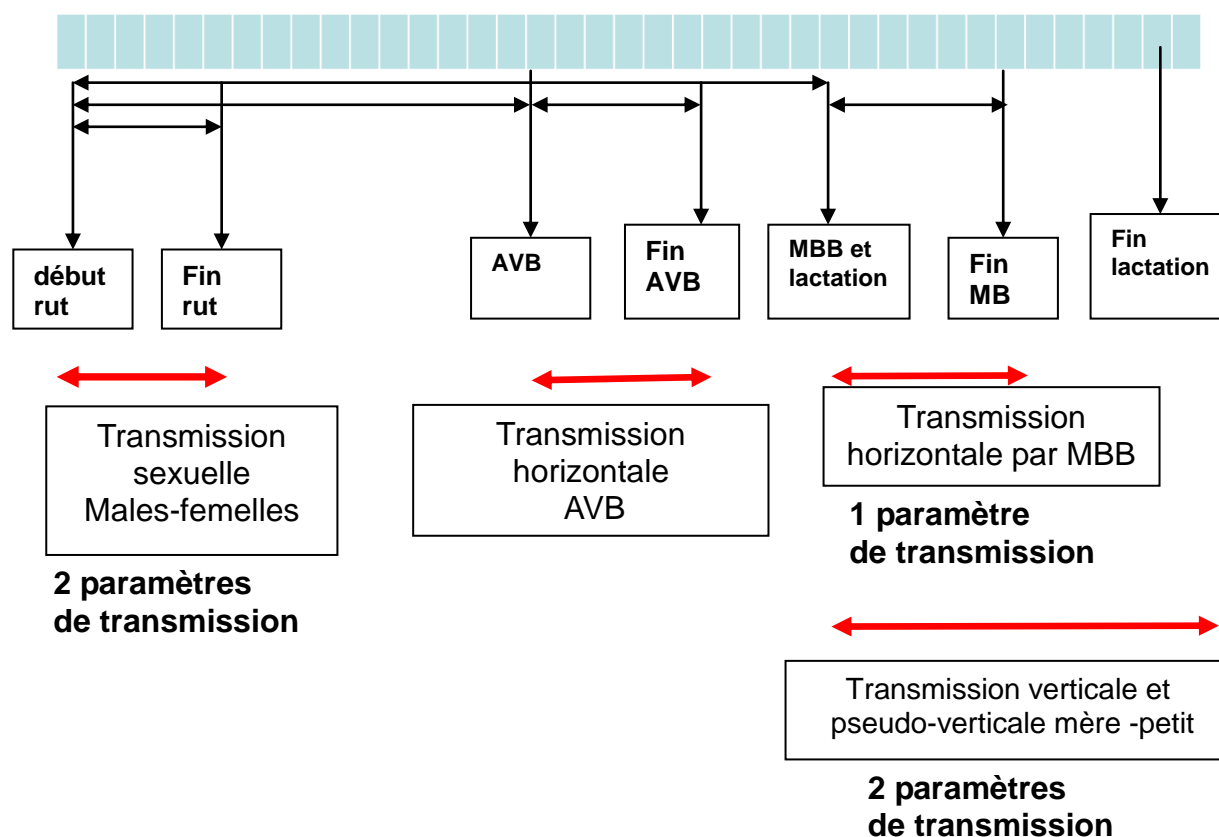 début
rut
Fin
rut
AVB
Fin
AVB
MBB et
lactation
Fin
MB
Fin
lactation
Transmission
sexuelle
Males-femelles
2 paramètres
de transmission
Transmission
horizontale
AVB
Transmission
horizontale par MBB
1 paramètre
de transmission
Transmission verticale et
pseudo-verticale mère -petit
2 paramètres
de transmission